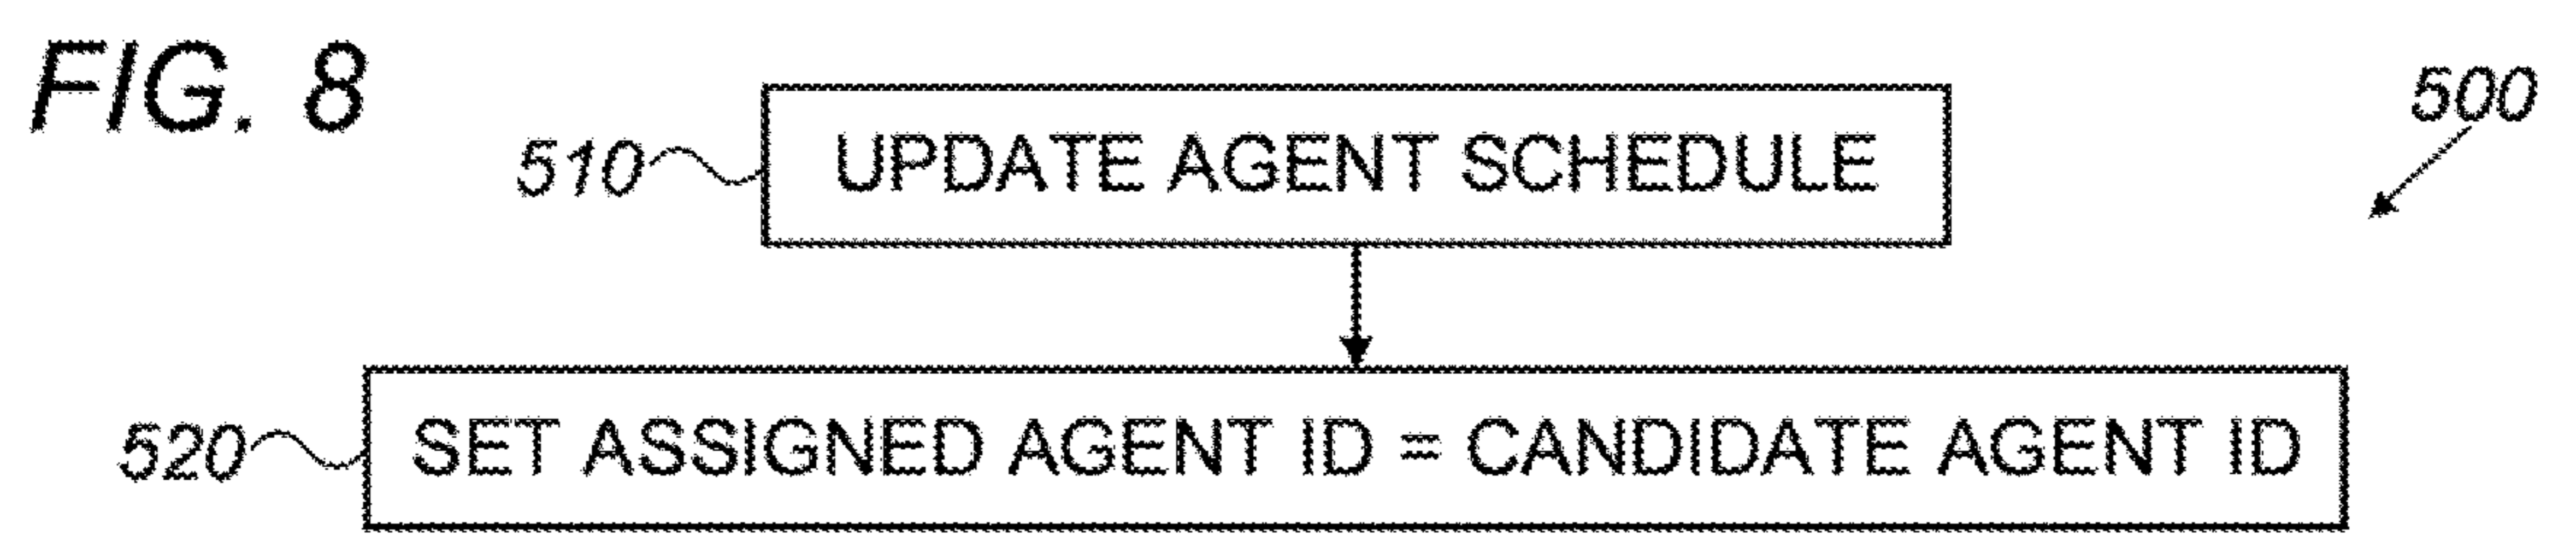 FIG. 8
500
510
UPDATE AGENT SCHEDULE
520
SET ASSIGNED AGENT ID = CANDIDATE AGENT ID